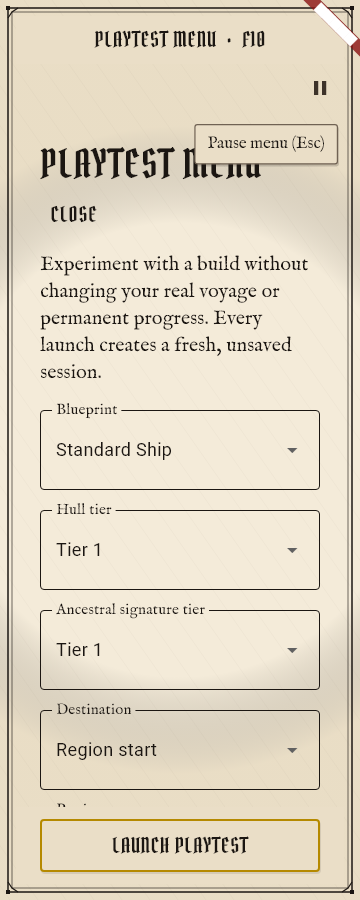 PLAYTEST MENU · F10
Pause menu (Esc)
PLAYTEST MENU
CLOSE
Experiment with a build without
changing your real voyage or
permanent progress. Every
launch creates a fresh, unsaved
session.
Blueprint
Standard Ship
Hull tier
Tier 1
Ancestral signature tier
Tier 1
Destination
Region start
LAUNCH PLAYTEST